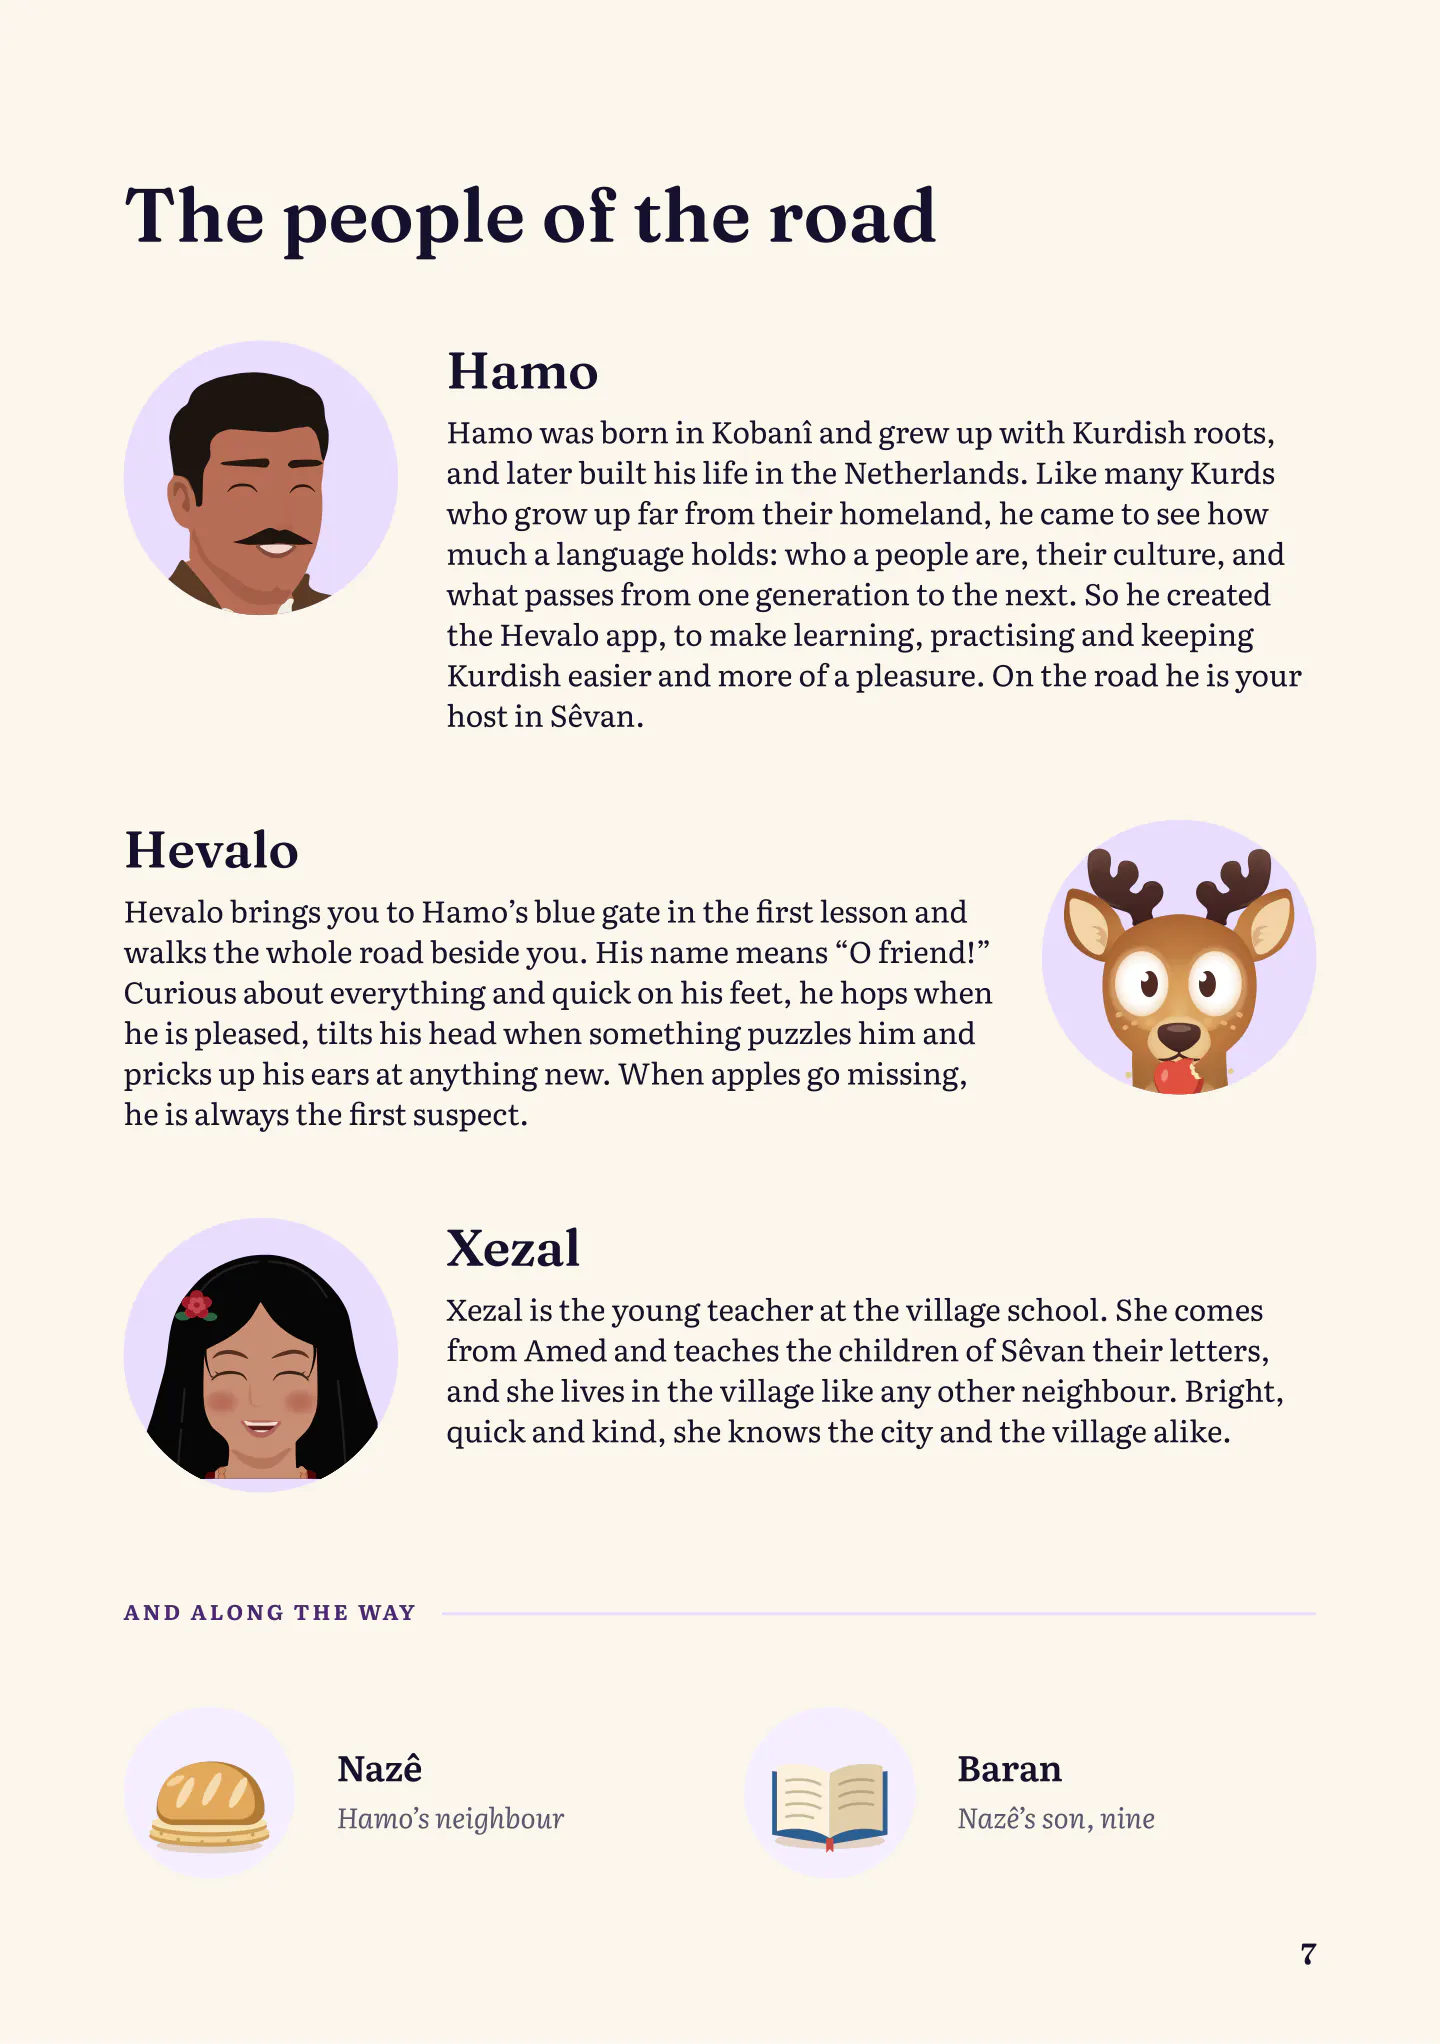 The people of the road
Hamo
Hamo was born in Kobanî and grew up with Kurdish roots,
and later built his life in the Netherlands. Like many Kurds
who grow up far from their homeland, he came to see how
much a language holds: who a people are, their culture, and
what passes from one generation to the next. So he created
the Hevalo app, to make learning, practising and keeping
Kurdish easier and more of a pleasure. On the road he is your
host in Sêvan.
Hevalo
Hevalo brings you to Hamo’s blue gate in the first lesson and
walks the whole road beside you. His name means “O friend!”
Curious about everything and quick on his feet, he hops when
he is pleased, tilts his head when something puzzles him and
pricks up his ears at anything new. When apples go missing,
he is always the first suspect.
Xezal
Xezal is the young teacher at the village school. She comes
from Amed and teaches the children of Sêvan their letters,
and she lives in the village like any other neighbour. Bright,
quick and kind, she knows the city and the village alike.
AND ALONG THE WAY
Nazê
Hamo’s neighbour
Baran
Nazê’s son, nine
7